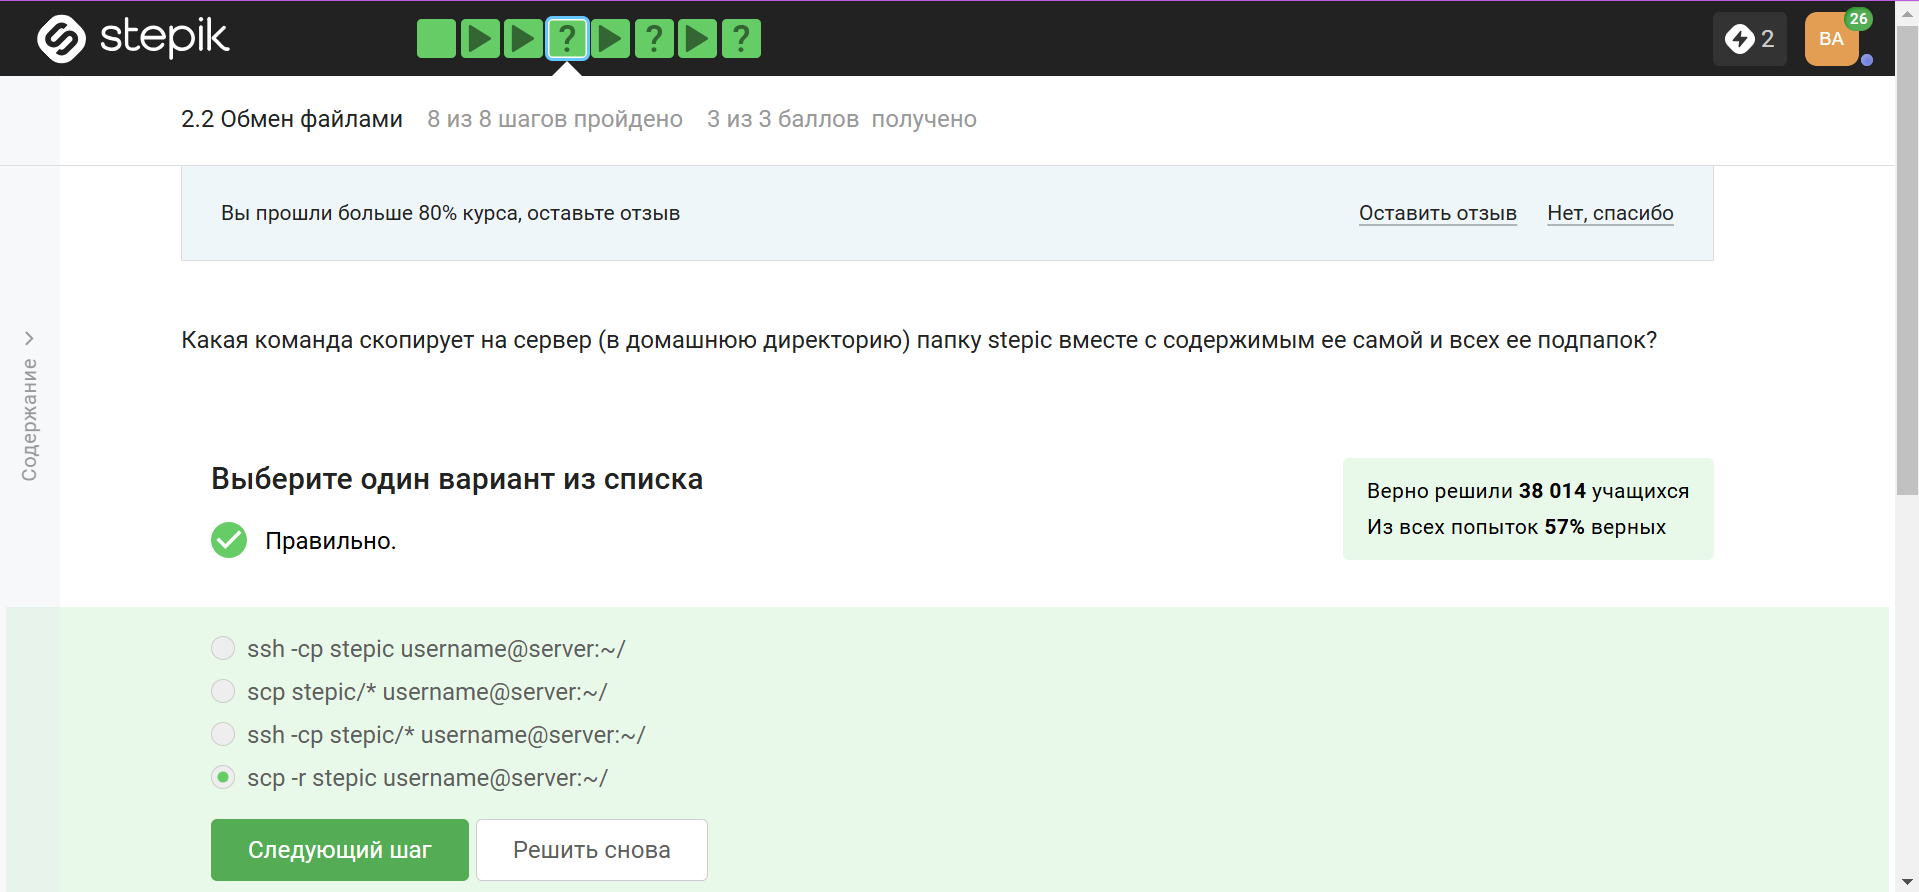 stepik
? ? ?
2
ВА
26
2.2 Обмен файлами 8 из 8 шагов пройдено 3 из 3 баллов получено
Вы прошли больше 80% курса, оставьте отзыв Оставить отзыв Нет, спасибо
Содержание
Какая команда скопирует на сервер (в домашнюю директорию) папку stepic вместе с содержимым ее самой и всех ее подпапок?
Выберите один вариант из списка
Правильно.
Верно решили 38 014 учащихся
Из всех попыток 57% верных
ssh -cp stepic username@server:~/
scp stepic/* username@server:~/
ssh -cp stepic/* username@server:~/
scp -r stepic username@server:~/
Следующий шаг Решить снова